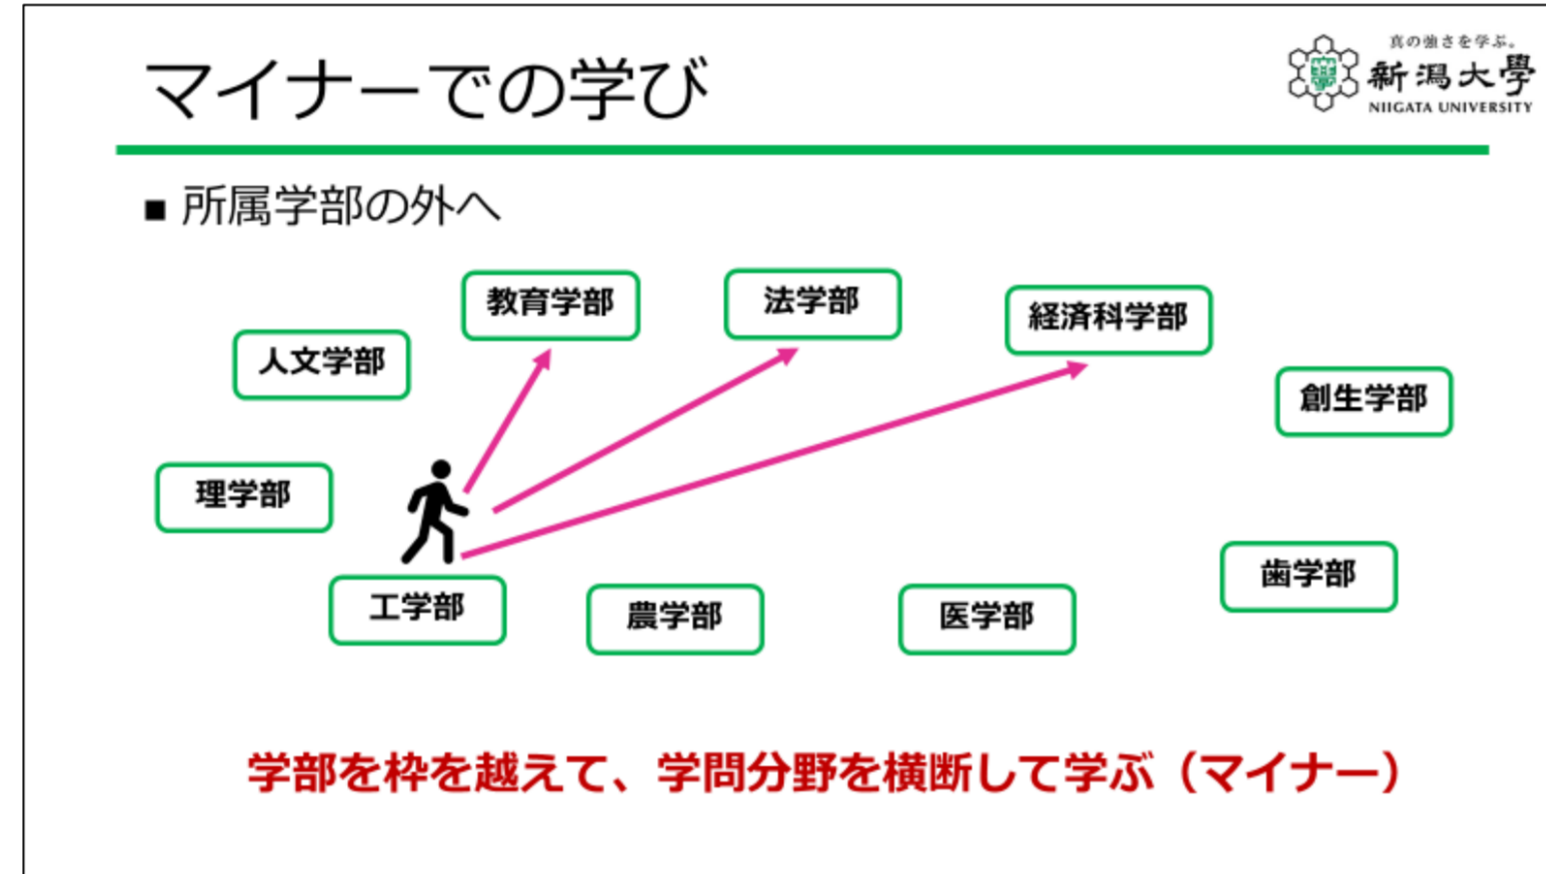 マイナーでの学び
真の強さを学ぶ。
新潟大學
NIIGATA UNIVERSITY
■ 所属学部の外へ
教育学部
法学部
経済科学部
人文学部
創生学部
理学部
歯学部
工学部
農学部
医学部
学部を枠を越えて、学問分野を横断して学ぶ（マイナー）